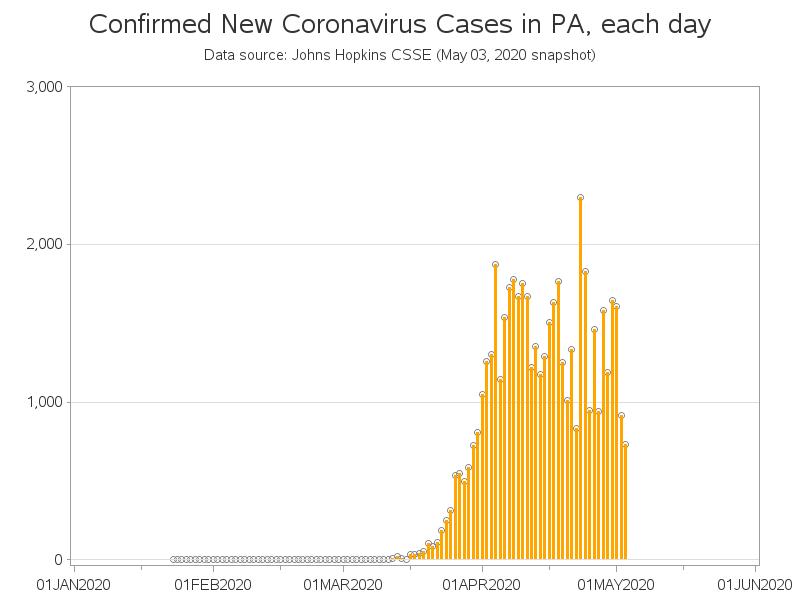 Confirmed New Coronavirus Cases in PA, each day
Data source: Johns Hopkins CSSE (May 03, 2020 snapshot)
3,000
2,000
1,000
0
01JAN2020 01FEB2020 01MAR2020 01APR2020 01MAY2020 01JUN2020